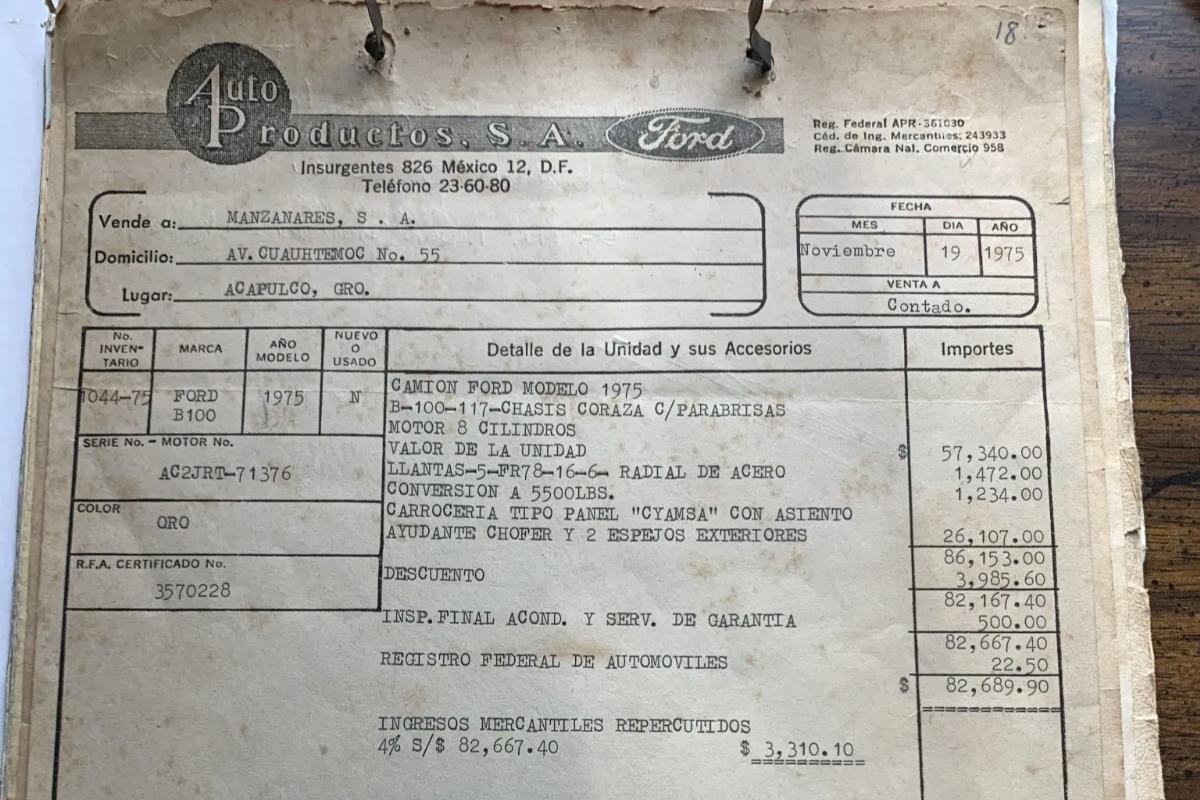 18
Auto Productos, S. A. Ford
Reg. Federal APR-361030
Céd. de Ing. Mercantiles: 243933
Reg. Cámara Nal. Comercio 958
Insurgentes 826 México 12, D.F.
Teléfono 23-60-80
Vende a: MANZANARES, S . A.
Domicilio: AV. CUAUHTEMOC No. 55
Lugar: ACAPULCO, GRO.
FECHA
MES DIA AÑO
Noviembre 19 1975
VENTA A
Contado.
No. INVEN-TARIO MARCA AÑO MODELO NUEVO O USADO Detalle de la Unidad y sus Accesorios Importes
1044-75 FORD B100 1975 N
SERIE No. - MOTOR No.
AC2JRT-71376
COLOR
ORO
R.F.A. CERTIFICADO No.
3570228
CAMION FORD MODELO 1975
B-100-117-CHASIS CORAZA C/PARABRISAS
MOTOR 8 CILINDROS
VALOR DE LA UNIDAD $ 57,340.00
LLANTAS-5-FR78-16-6- RADIAL DE ACERO 1,472.00
CONVERSION A 5500LBS. 1,234.00
CARROCERIA TIPO PANEL "CYAMSA" CON ASIENTO
AYUDANTE CHOFER Y 2 ESPEJOS EXTERIORES 26,107.00
86,153.00
DESCUENTO 3,985.60
82,167.40
INSP.FINAL ACOND. Y SERV. DE GARANTIA 500.00
82,667.40
REGISTRO FEDERAL DE AUTOMOVILES 22.50
$ 82,689.90
INGRESOS MERCANTILES REPERCUTIDOS
4% S/$ 82,667.40 $ 3,310.10